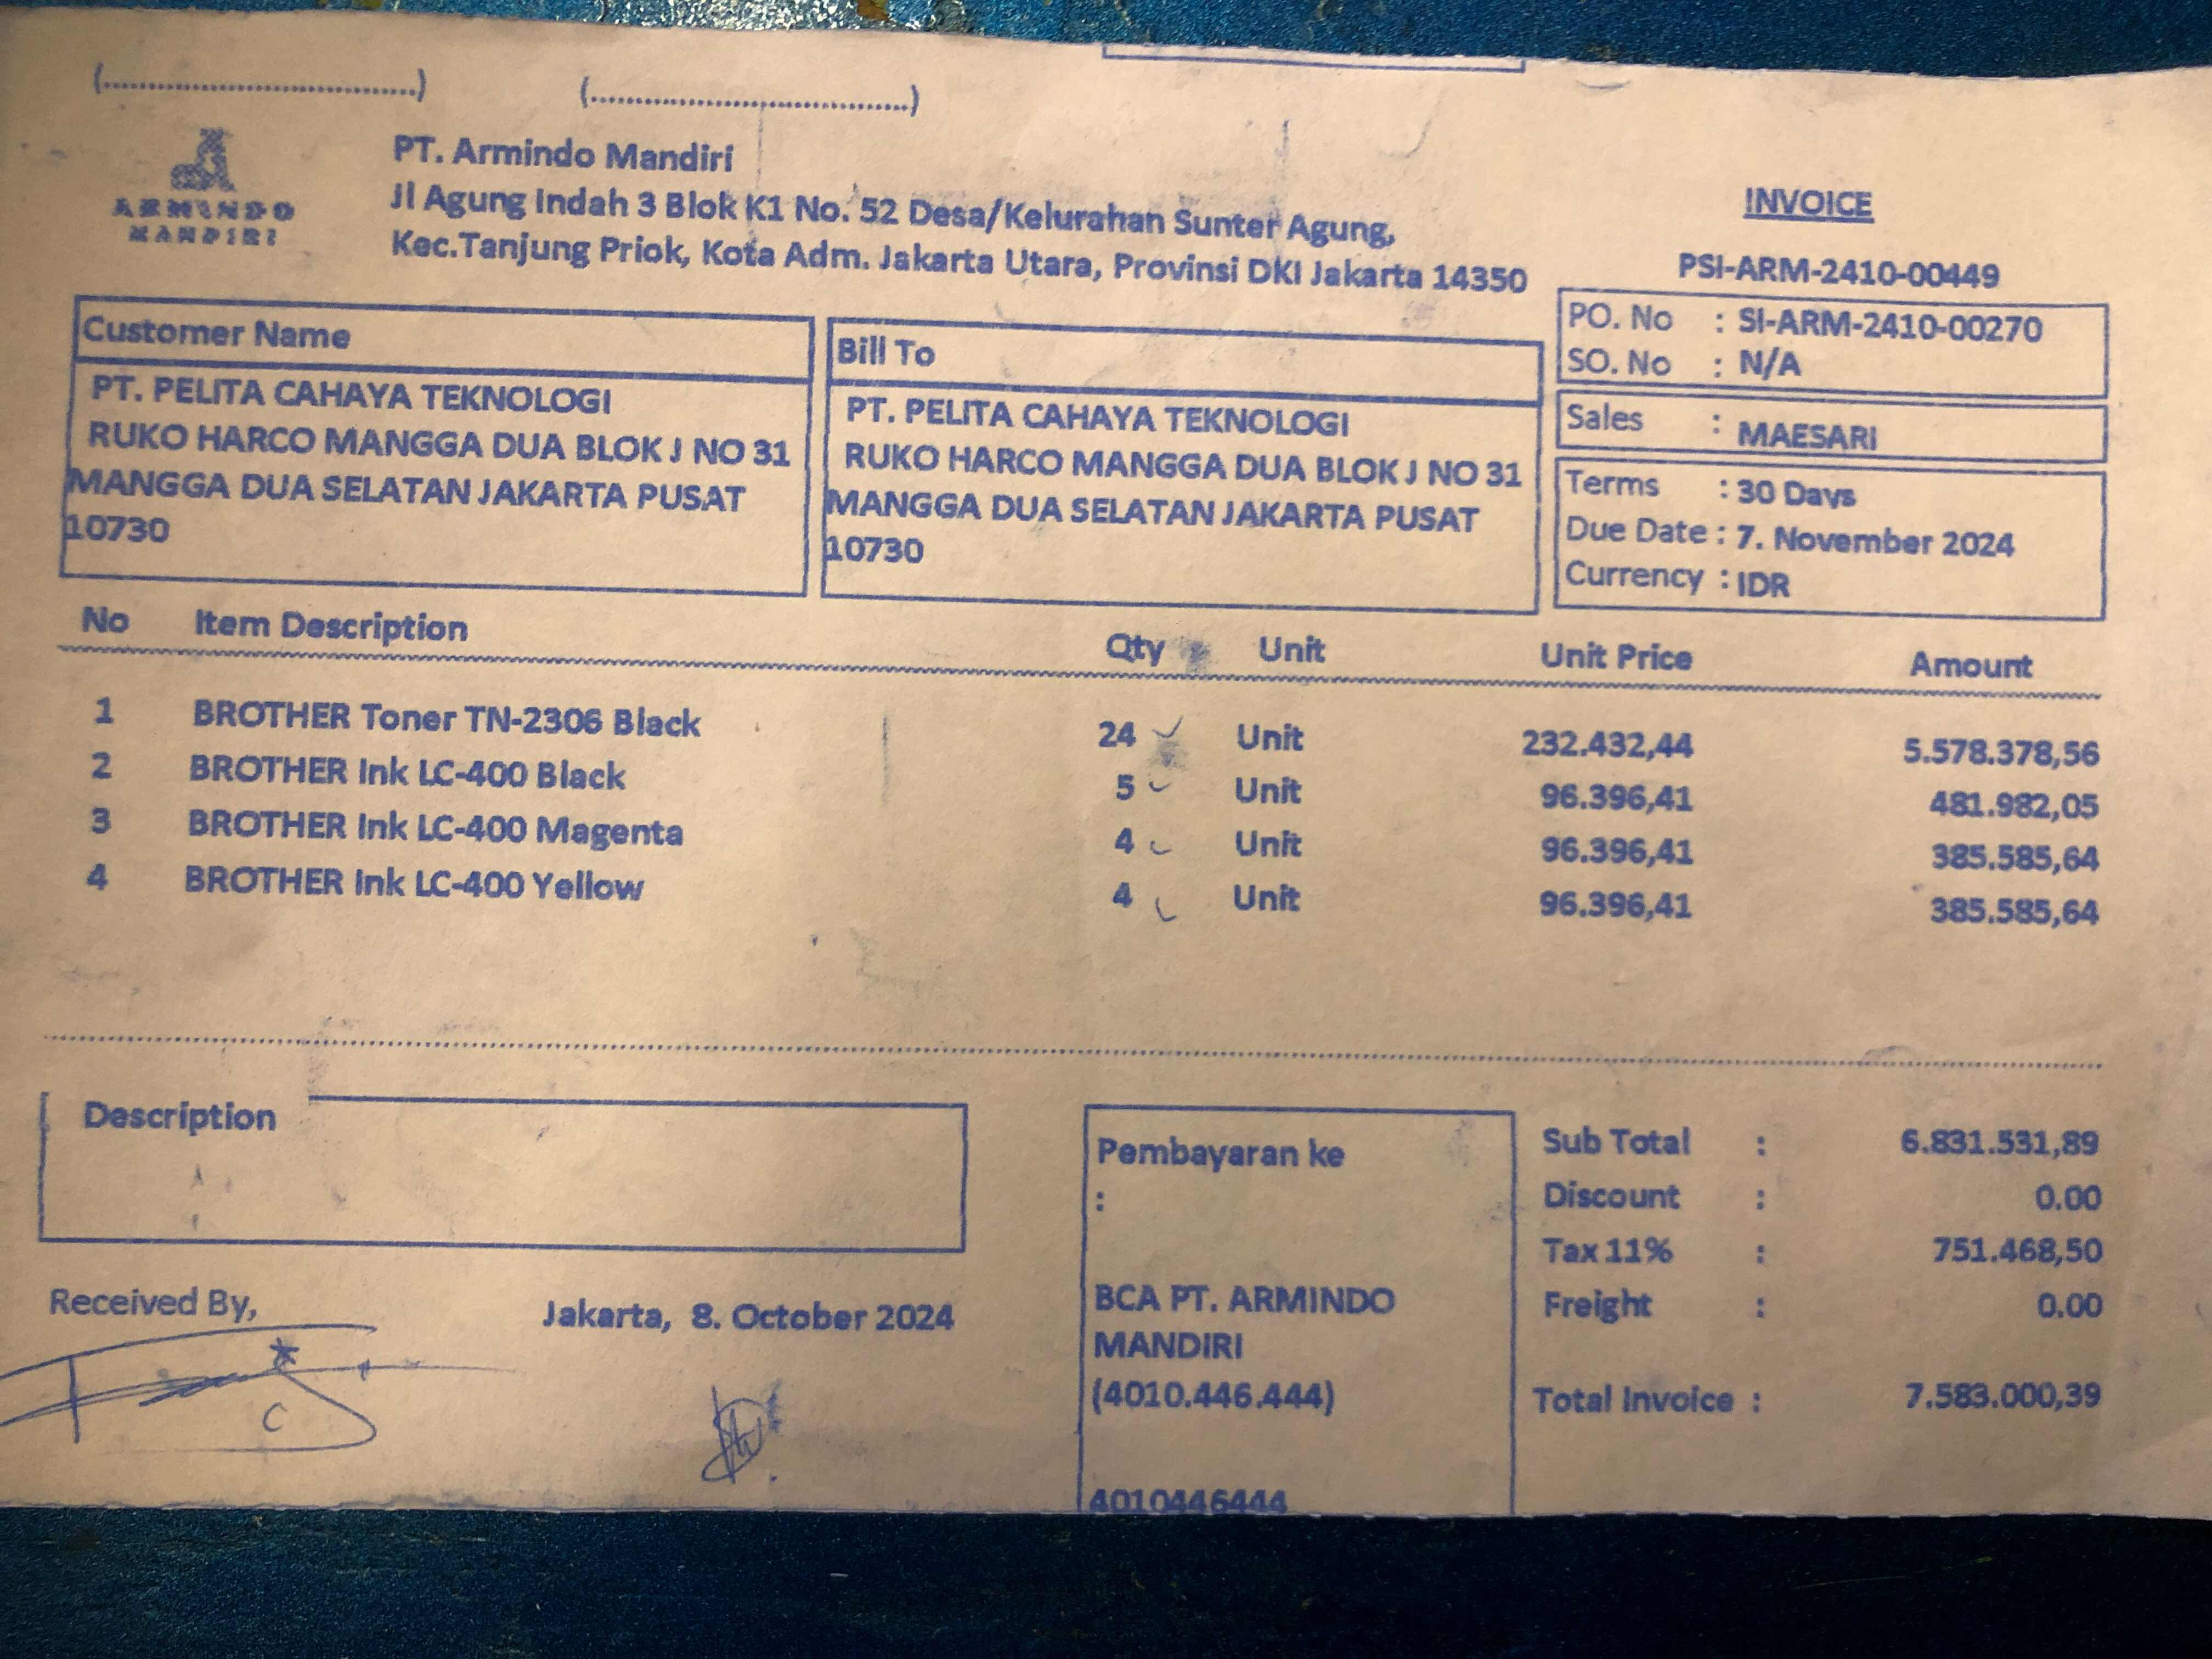 (....................................) (....................................)
ARMINDO
MANDIRI
PT. Armindo Mandiri
Jl Agung Indah 3 Blok K1 No. 52 Desa/Kelurahan Sunter Agung,
Kec.Tanjung Priok, Kota Adm. Jakarta Utara, Provinsi DKI Jakarta 14350
INVOICE
PSI-ARM-2410-00449
PO. No : SI-ARM-2410-00270
SO. No : N/A
Sales : MAESARI
Terms : 30 Days
Due Date : 7. November 2024
Currency : IDR
Customer Name
PT. PELITA CAHAYA TEKNOLOGI
RUKO HARCO MANGGA DUA BLOK J NO 31
MANGGA DUA SELATAN JAKARTA PUSAT
10730
Bill To
PT. PELITA CAHAYA TEKNOLOGI
RUKO HARCO MANGGA DUA BLOK J NO 31
MANGGA DUA SELATAN JAKARTA PUSAT
10730
No Item Description Qty Unit Unit Price Amount
1 BROTHER Toner TN-2306 Black 24 Unit 232.432,44 5.578.378,56
2 BROTHER Ink LC-400 Black 5 Unit 96.396,41 481.982,05
3 BROTHER Ink LC-400 Magenta 4 Unit 96.396,41 385.585,64
4 BROTHER Ink LC-400 Yellow 4 Unit 96.396,41 385.585,64
Description
Received By,
Jakarta, 8. October 2024
Pembayaran ke
:
BCA PT. ARMINDO
MANDIRI
(4010.446.444)
4010446444
Sub Total : 6.831.531,89
Discount : 0.00
Tax 11% : 751.468,50
Freight : 0.00
Total Invoice : 7.583.000,39